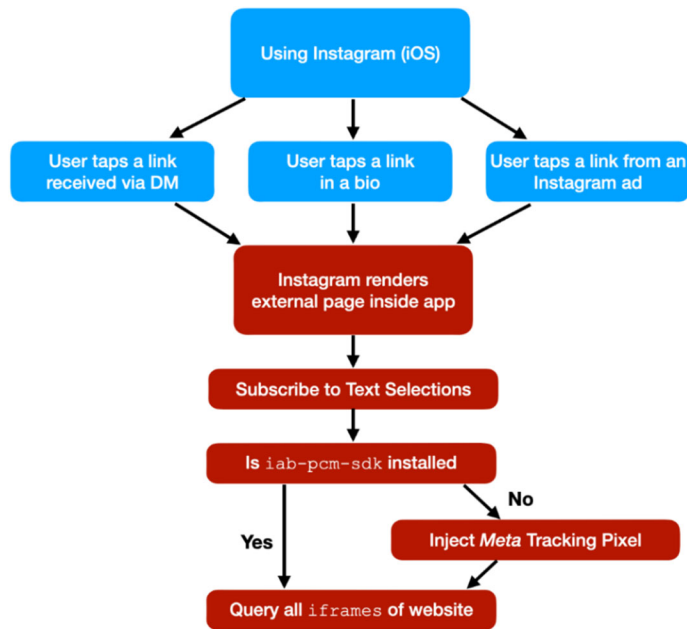 Using Instagram (iOS)
User taps a link
received via DM
User taps a link
in a bio
User taps a link from an
Instagram ad
Instagram renders
external page inside app
Subscribe to Text Selections
Is iab-pcm-sdk installed
No
Yes
Inject Meta Tracking Pixel
Query all iframes of website